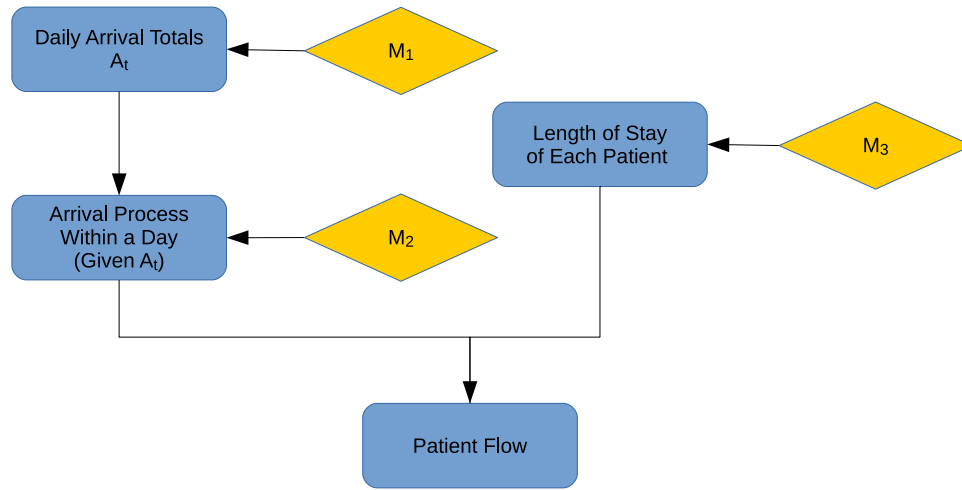 Daily Arrival Totals
Aₜ
M₁
Length of Stay
of Each Patient
M₃
Arrival Process
Within a Day
(Given Aₜ)
M₂
Patient Flow